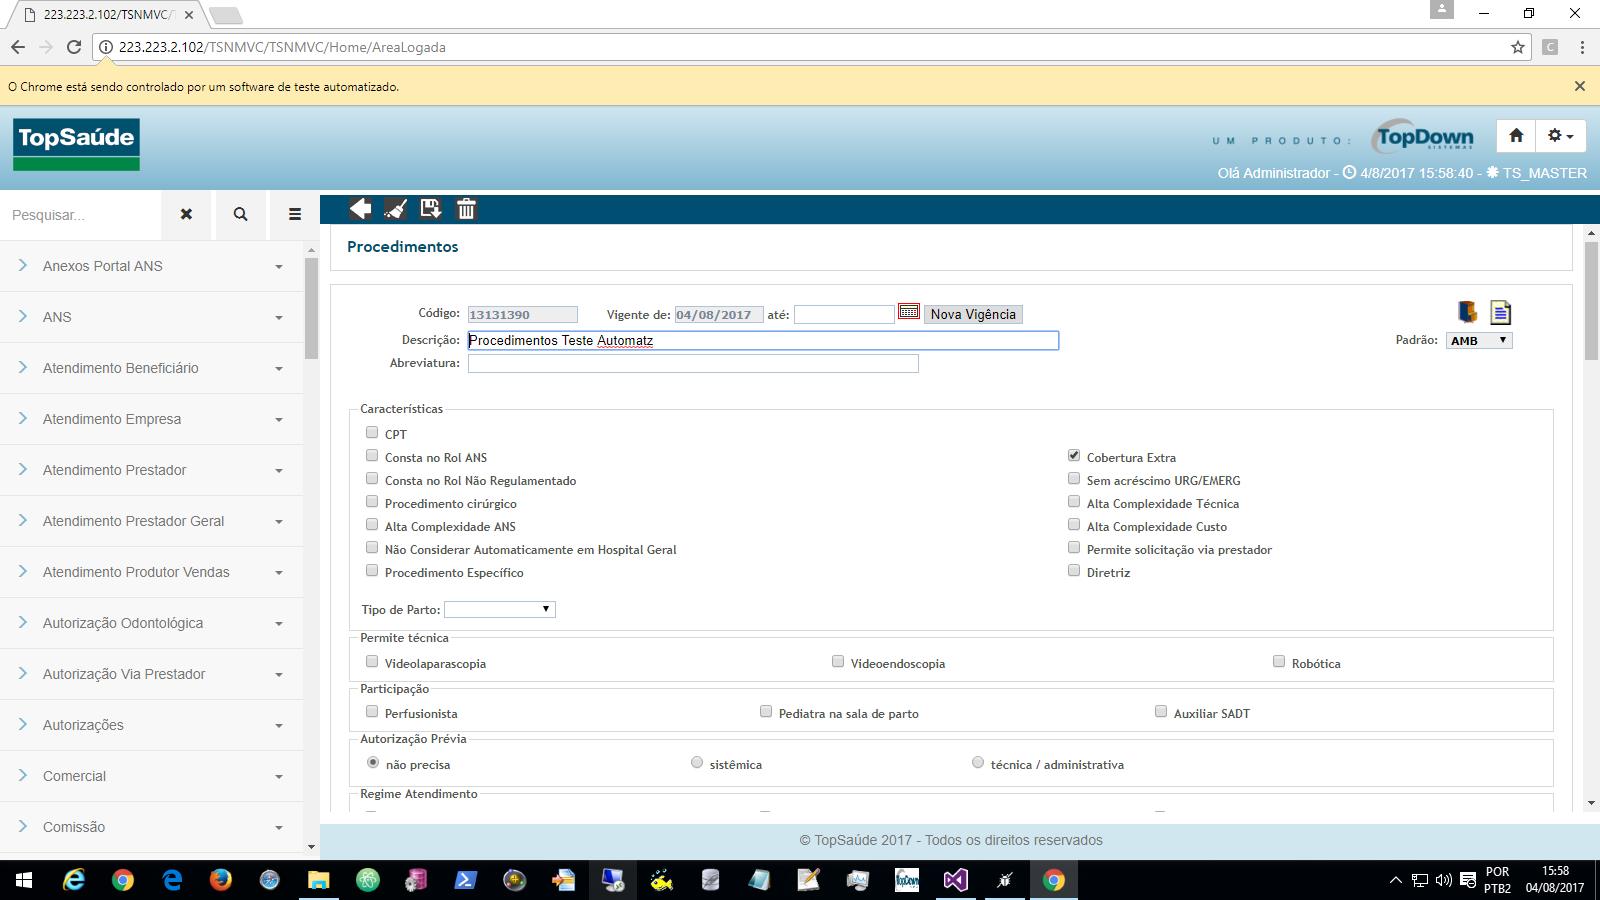 223.223.2.102/TSNMVC/T
223.223.2.102/TSNMVC/TSNMVC/Home/AreaLogada
C
O Chrome está sendo controlado por um software de teste automatizado.
TopSaúde
UM PRODUTO: TopDown SISTEMAS
Olá Administrador - 4/8/2017 15:58:40 - TS_MASTER
Pesquisar...
Anexos Portal ANS
ANS
Atendimento Beneficiário
Atendimento Empresa
Atendimento Prestador
Atendimento Prestador Geral
Atendimento Produtor Vendas
Autorização Odontológica
Autorização Via Prestador
Autorizações
Comercial
Comissão
Procedimentos
Código: 13131390 Vigente de: 04/08/2017 até: Nova Vigência
Descrição: Procedimentos Teste Automatz Padrão: AMB
Abreviatura:
Características
CPT
Consta no Rol ANS Cobertura Extra
Consta no Rol Não Regulamentado Sem acréscimo URG/EMERG
Procedimento cirúrgico Alta Complexidade Técnica
Alta Complexidade ANS Alta Complexidade Custo
Não Considerar Automaticamente em Hospital Geral Permite solicitação via prestador
Procedimento Específico Diretriz
Tipo de Parto:
Permite técnica
Videolaparascopia Videoendoscopia Robótica
Participação
Perfusionista Pediatra na sala de parto Auxiliar SADT
Autorização Prévia
não precisa sistêmica técnica / administrativa
Regime Atendimento
© TopSaúde 2017 - Todos os direitos reservados
TopDown
POR 15:58
PTB2 04/08/2017